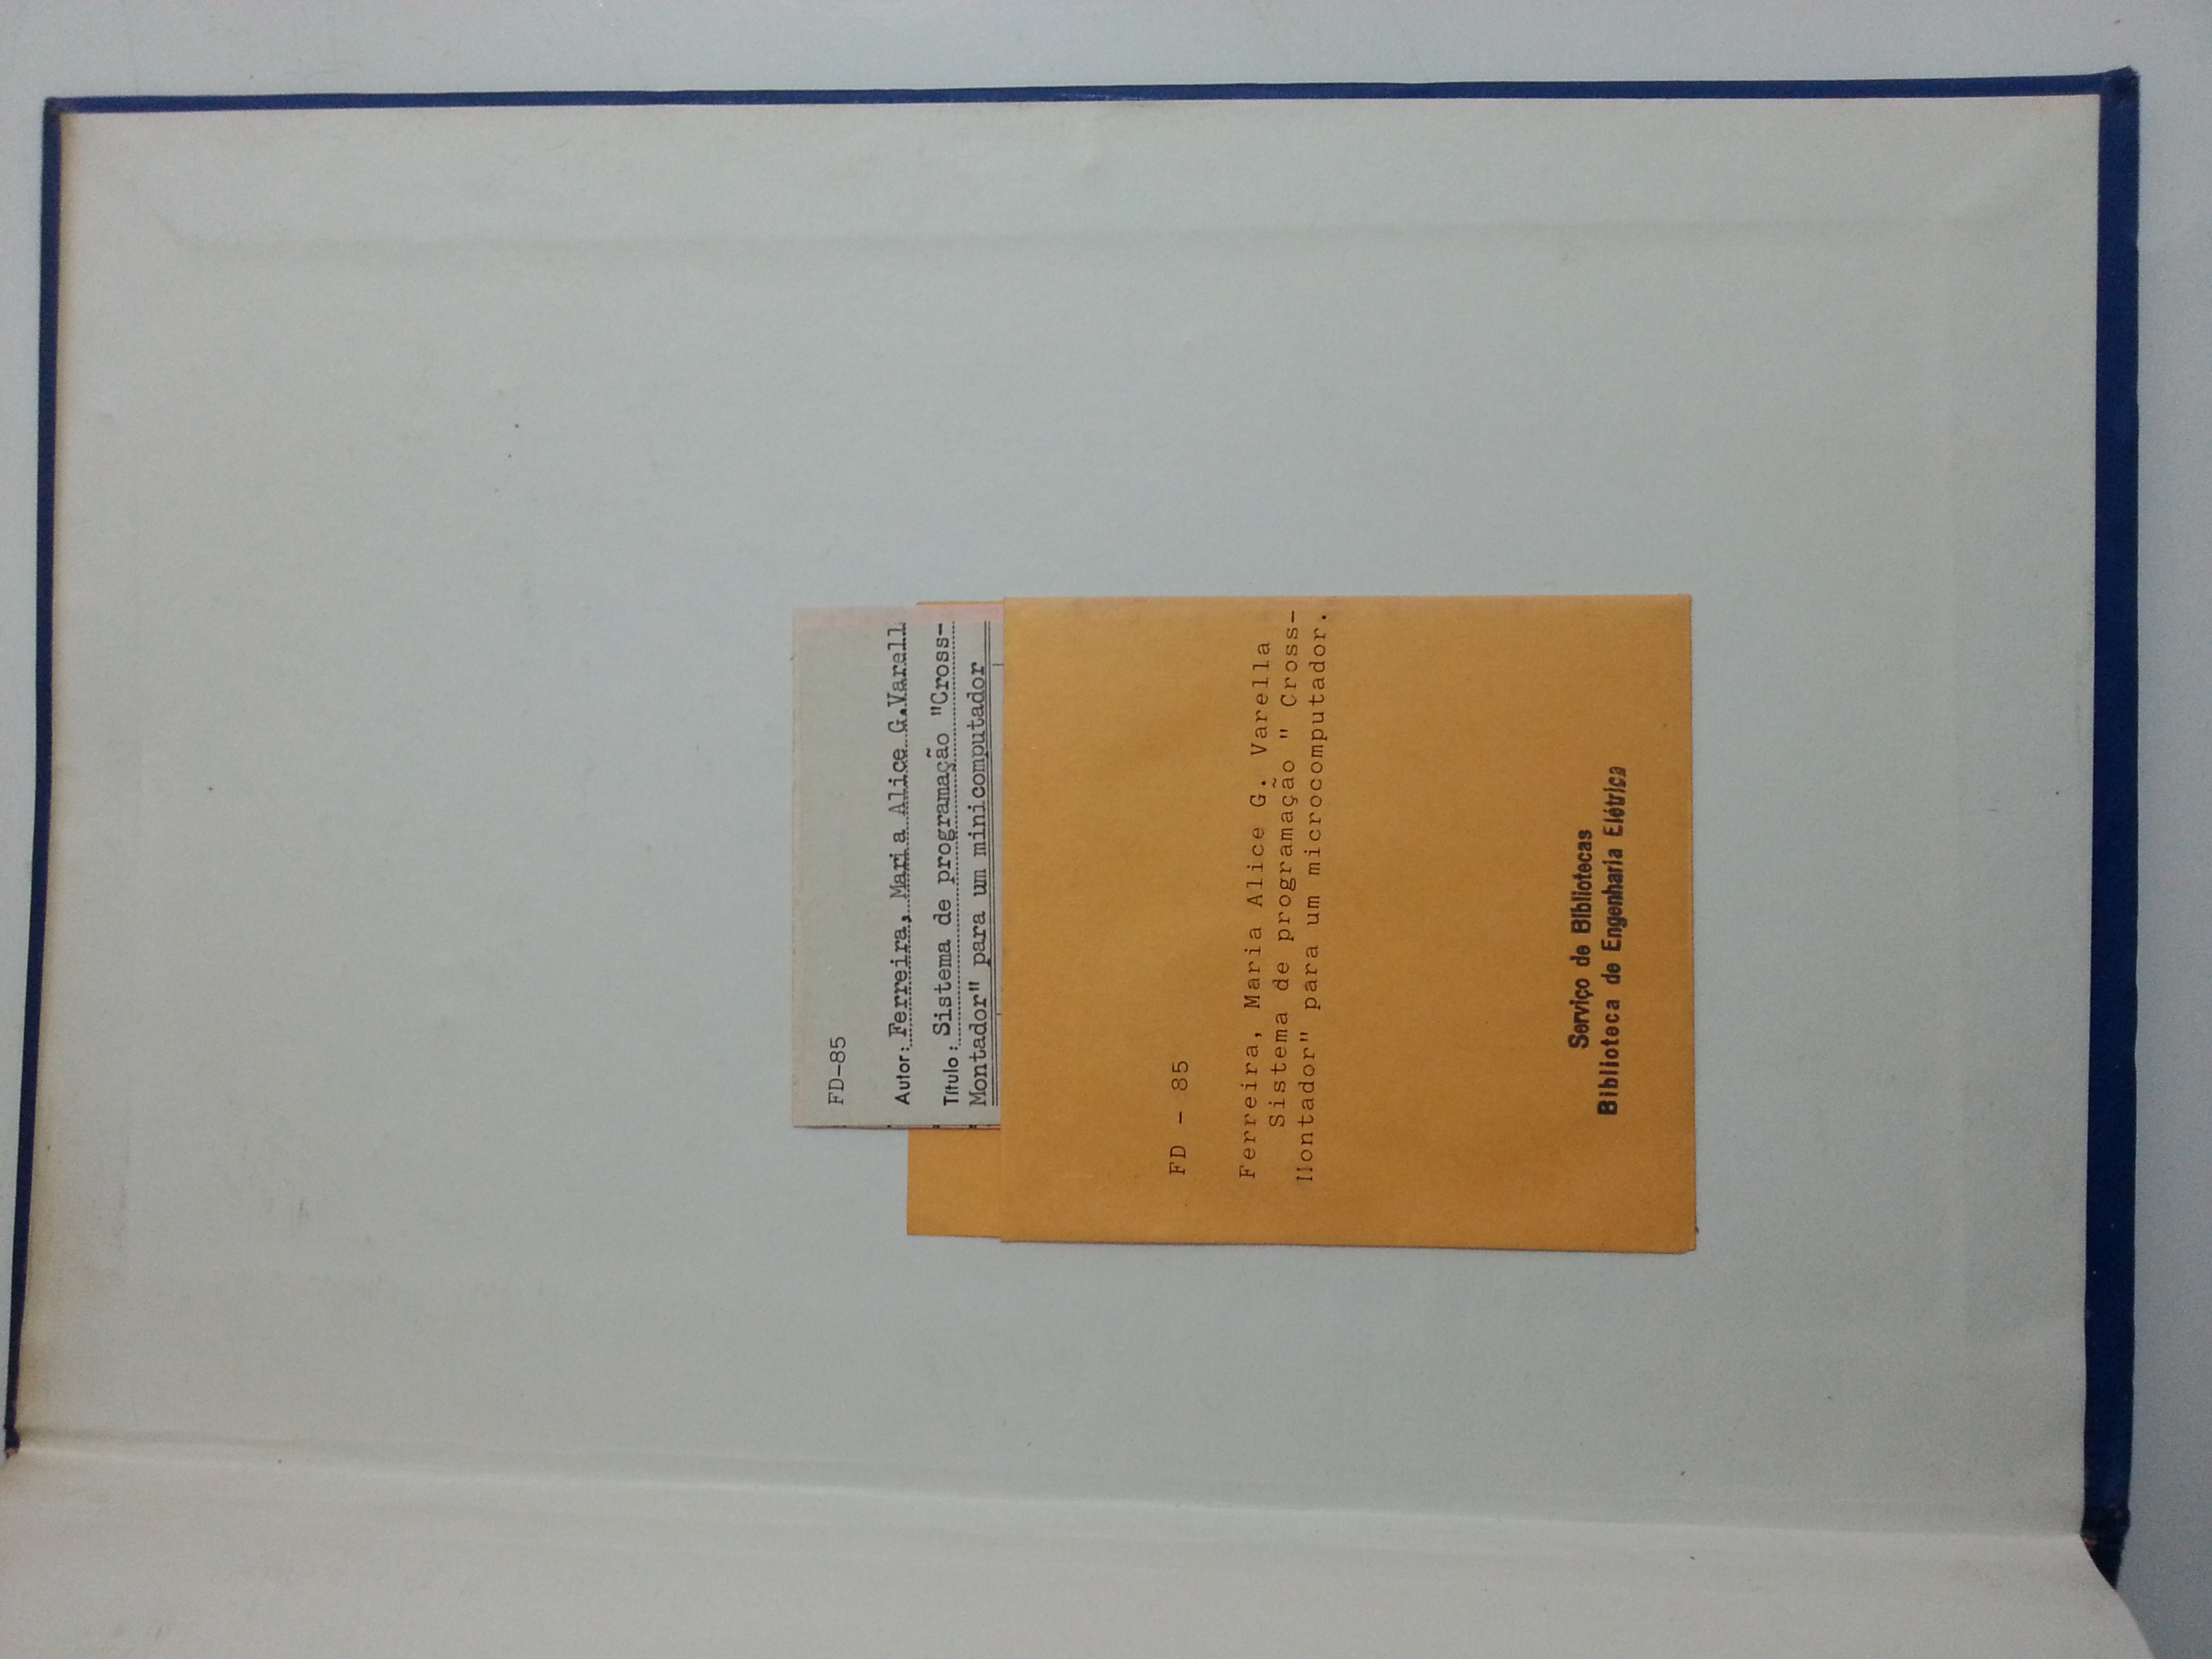 FD-85
Autor: Ferreira, Maria Alice G.Varell
Título: Sistema de programação "Cross-
Montador" para um minicomputador
FD - 85
Ferreira, Maria Alice G. Varella
Sistema de programação " Cross-
Montador" para um microcomputador.
Serviço de Bibliotecas
Biblioteca de Engenharia Elétrica